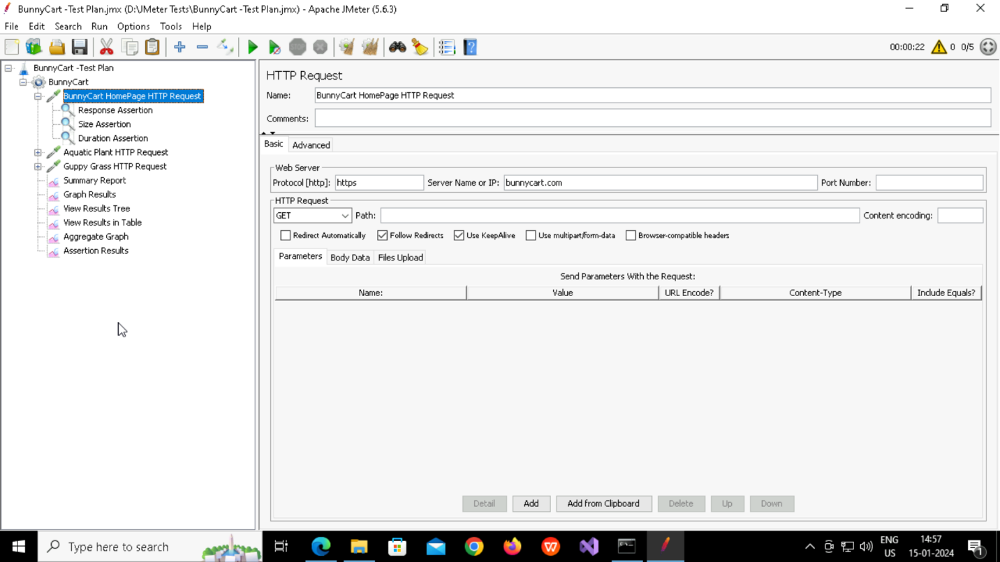 BunnyCart -Test Plan.jmx (D:\JMeter Tests\BunnyCart -Test Plan.jmx) - Apache JMeter (5.6.3)
File Edit Search Run Options Tools Help
00:00:22 0 0/5
BunnyCart -Test Plan
BunnyCart
BunnyCart HomePage HTTP Request
Response Assertion
Size Assertion
Duration Assertion
Aquatic Plant HTTP Request
Guppy Grass HTTP Request
Summary Report
Graph Results
View Results Tree
View Results in Table
Aggregate Graph
Assertion Results
HTTP Request
Name: BunnyCart HomePage HTTP Request
Comments:
Basic Advanced
Web Server
Protocol [http]: https Server Name or IP: bunnycart.com Port Number:
HTTP Request
GET Path: Content encoding:
Redirect Automatically Follow Redirects Use KeepAlive Use multipart/form-data Browser-compatible headers
Parameters Body Data Files Upload
Send Parameters With the Request:
Name: Value URL Encode? Content-Type Include Equals?
Detail Add Add from Clipboard Delete Up Down
Type here to search
ENG
US
14:57
15-01-2024
1